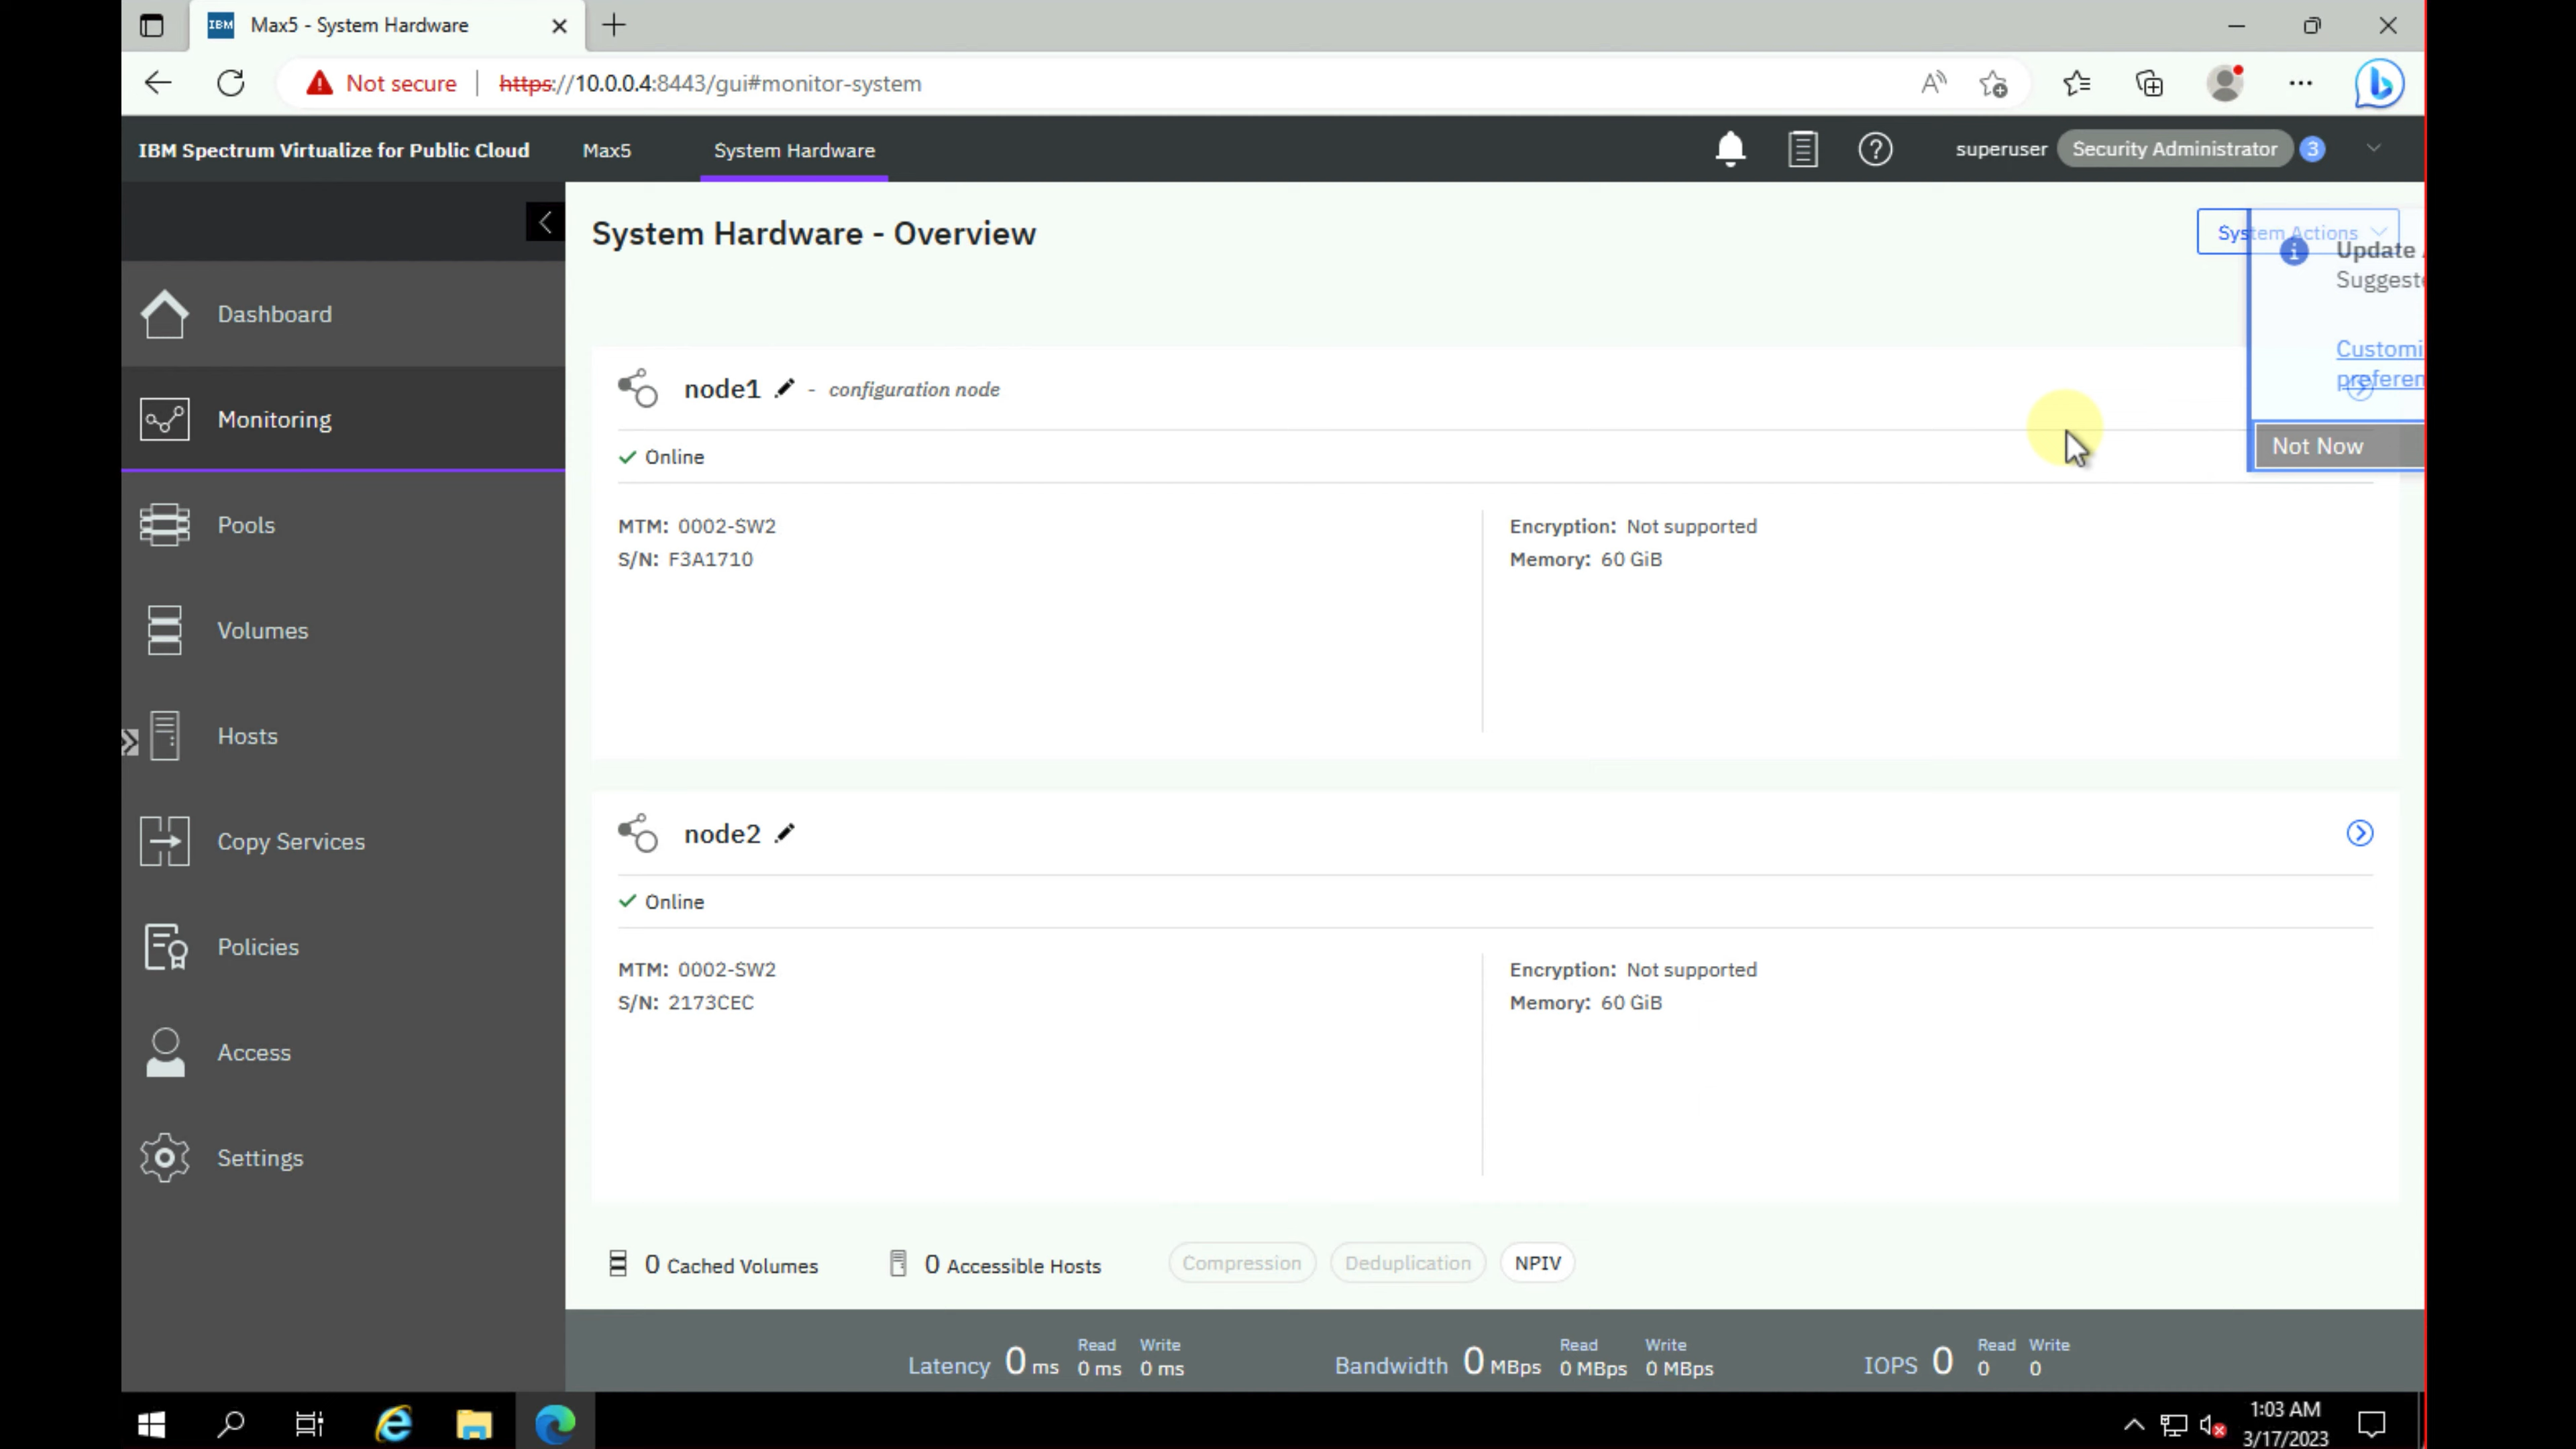 IBM Max5 - System Hardware
Not secure https://10.0.0.4:8443/gui#monitor-system
IBM Spectrum Virtualize for Public Cloud Max5 System Hardware superuser Security Administrator 3
System Hardware - Overview
System Actions
Update
Suggest
Customi
preferen
Not Now
Dashboard
Monitoring
Pools
Volumes
Hosts
Copy Services
Policies
Access
Settings
node1 - configuration node
Online
MTM: 0002-SW2
S/N: F3A1710
Encryption: Not supported
Memory: 60 GiB
node2
Online
MTM: 0002-SW2
S/N: 2173CEC
Encryption: Not supported
Memory: 60 GiB
0 Cached Volumes 0 Accessible Hosts Compression Deduplication NPIV
Latency 0 ms Read 0 ms Write 0 ms
Bandwidth 0 MBps Read 0 MBps Write 0 MBps
IOPS 0 Read 0 Write 0
1:03 AM
3/17/2023